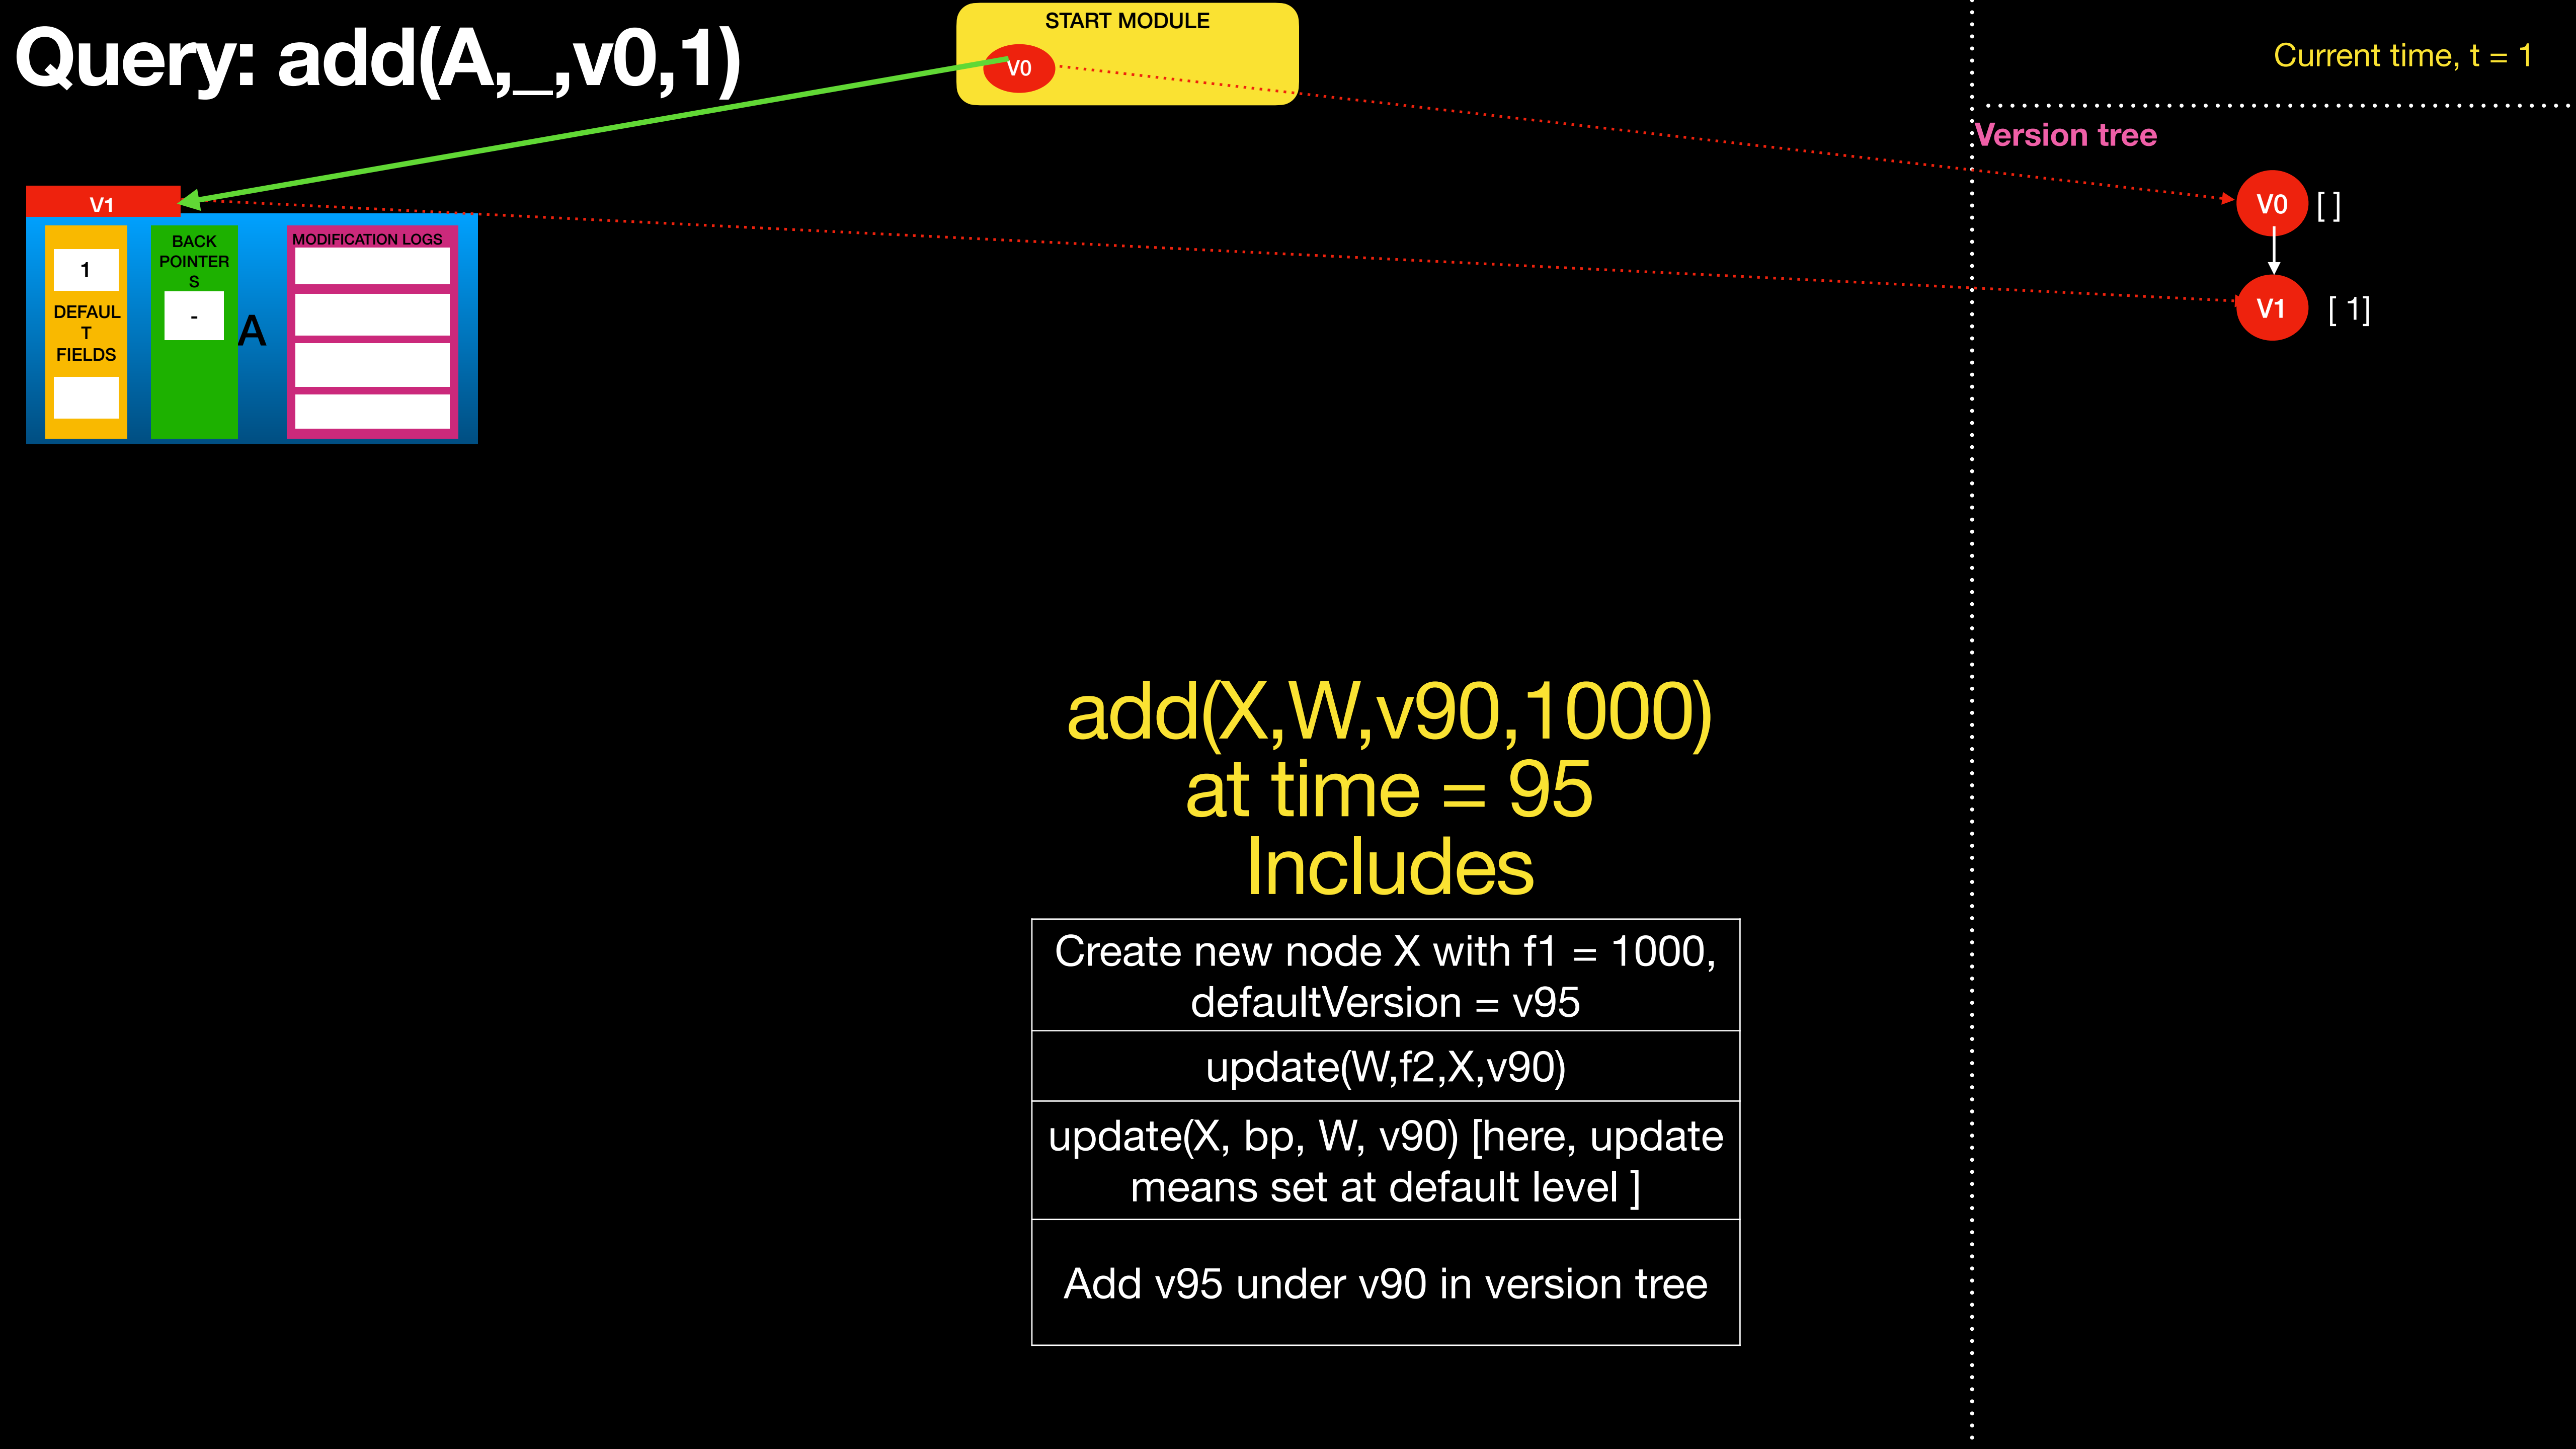 Query: add(A,_,v0,1)
START MODULE
V0
Current time, t = 1
Version tree
V0 [ ]
V1 [ 1]
V1
1
DEFAUL
T
FIELDS
BACK
POINTER
S
-
A
MODIFICATION LOGS
add(X,W,v90,1000)
at time = 95
Includes
Create new node X with f1 = 1000,
defaultVersion = v95
update(W,f2,X,v90)
update(X, bp, W, v90) [here, update
means set at default level ]
Add v95 under v90 in version tree